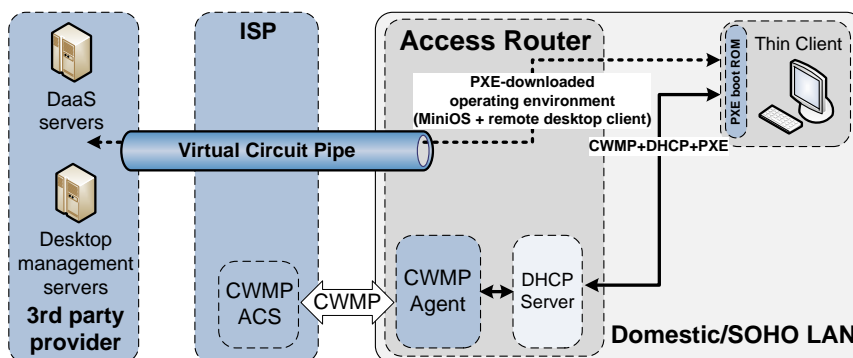 DaaS
servers
Desktop
management
servers
3rd party
provider
ISP
Virtual Circuit Pipe
CWMP
ACS
CWMP
Access Router
PXE-downloaded
operating environment
(MiniOS + remote desktop client)
CWMP
Agent
DHCP
Server
CWMP+DHCP+PXE
PXE boot ROM
Thin Client
Domestic/SOHO LAN